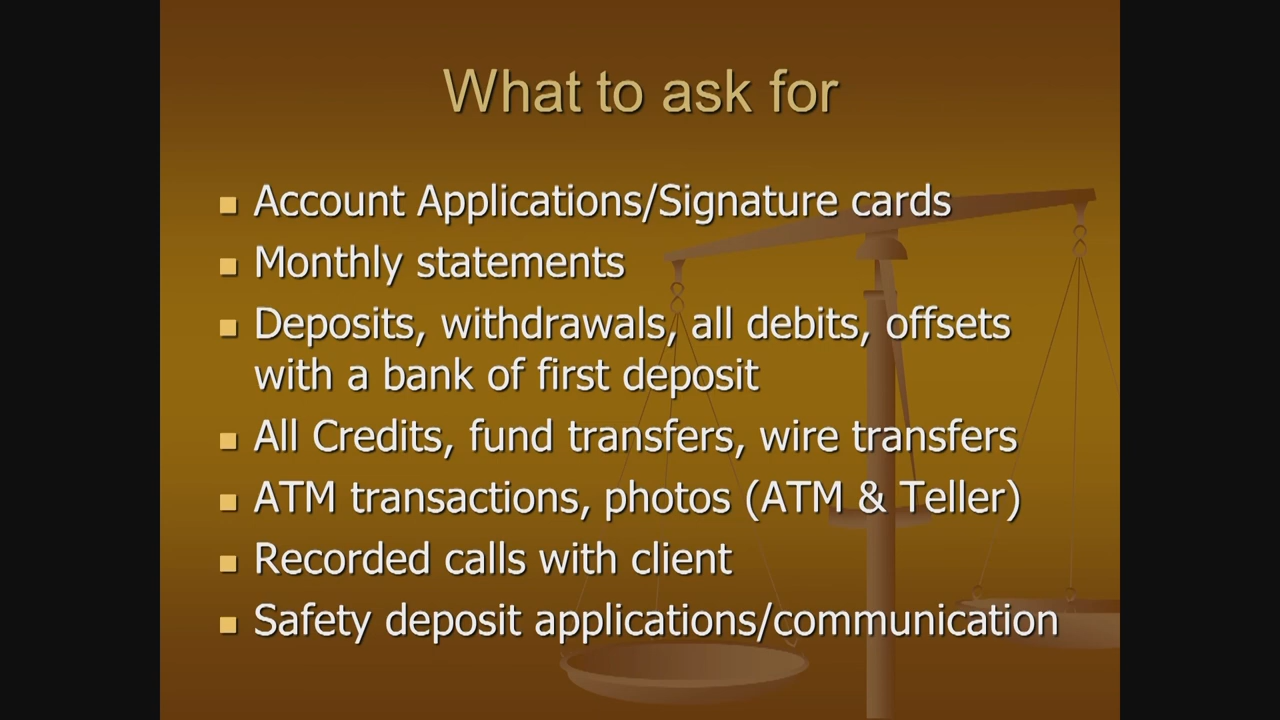 What to ask for
Account Applications/Signature cards
Monthly statements
Deposits, withdrawals, all debits, offsets
with a bank of first deposit
All Credits, fund transfers, wire transfers
ATM transactions, photos (ATM & Teller)
Recorded calls with client
Safety deposit applications/communication